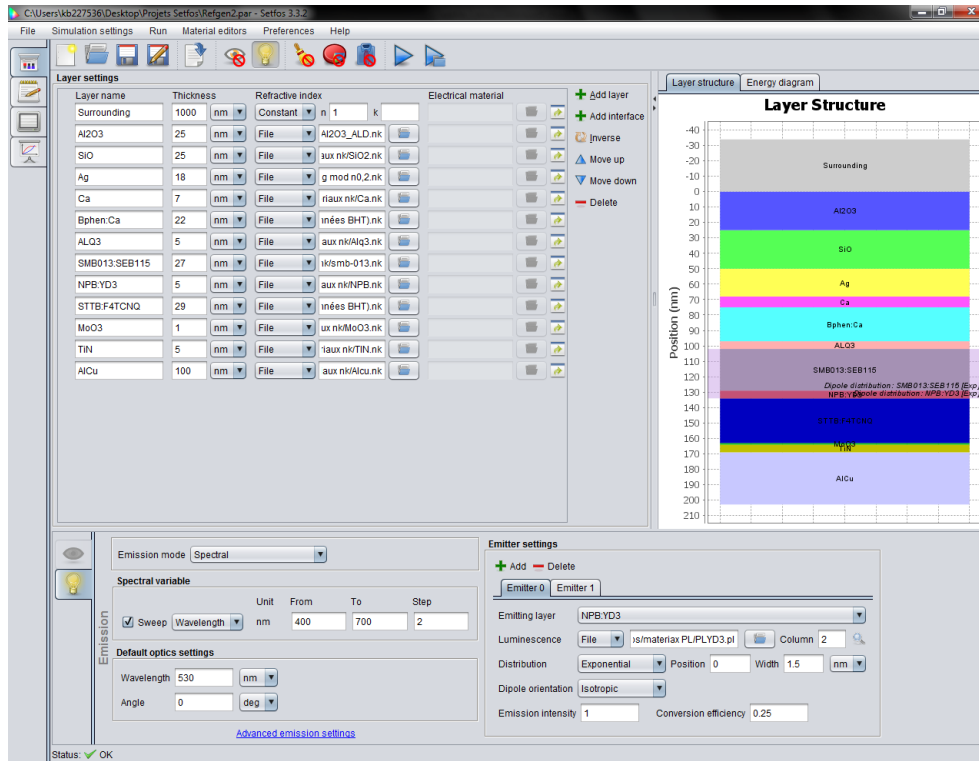 C:\Users\kb227536\Desktop\Projets Setfos\Refgen2.par - Setfos 3.3.2
File Simulation settings Run Material editors Preferences Help
Layer settings
Layer name Thickness Refractive index Electrical material
Surrounding 1000 nm Constant n 1 k
Al2O3 25 nm File Al2O3_ALD.nk
SiO 25 nm File aux nk/SiO2.nk
Ag 18 nm File g mod n0,2.nk
Ca 7 nm File riaux nk/Ca.nk
Bphen:Ca 22 nm File nnées BHT).nk
ALQ3 5 nm File aux nk/Alq3.nk
SMB013:SEB115 27 nm File nk/smb-013.nk
NPB:YD3 5 nm File aux nk/NPB.nk
STTB:F4TCNQ 29 nm File nnées BHT).nk
MoO3 1 nm File ux nk/MoO3.nk
TiN 5 nm File iaux nk/TIN.nk
AlCu 100 nm File aux nk/Alcu.nk
Add layer
Add interface
Inverse
Move up
Move down
Delete
Layer structure Energy diagram
Layer Structure
Position (nm)
-40
-30
-20
-10
0
10
20
30
40
50
60
70
80
90
100
110
120
130
140
150
160
170
180
190
200
210
Surrounding
Al2O3
SiO
Ag
Ca
Bphen:Ca
ALQ3
SMB013:SEB115
Dipole distribution: SMB013:SEB115 [Exp]
NPB:YD3
Dipole distribution: NPB:YD3 [Exp]
STTB:F4TCNQ
MoO3
TiN
AlCu
Emission
Emission mode Spectral
Spectral variable
Unit From To Step
Sweep Wavelength nm 400 700 2
Default optics settings
Wavelength 530 nm
Angle 0 deg
Advanced emission settings
Emitter settings
Add Delete
Emitter 0 Emitter 1
Emitting layer NPB:YD3
Luminescence File os/materiax PL/PLYD3.pl Column 2
Distribution Exponential Position 0 Width 1.5 nm
Dipole orientation Isotropic
Emission intensity 1 Conversion efficiency 0.25
Status: OK